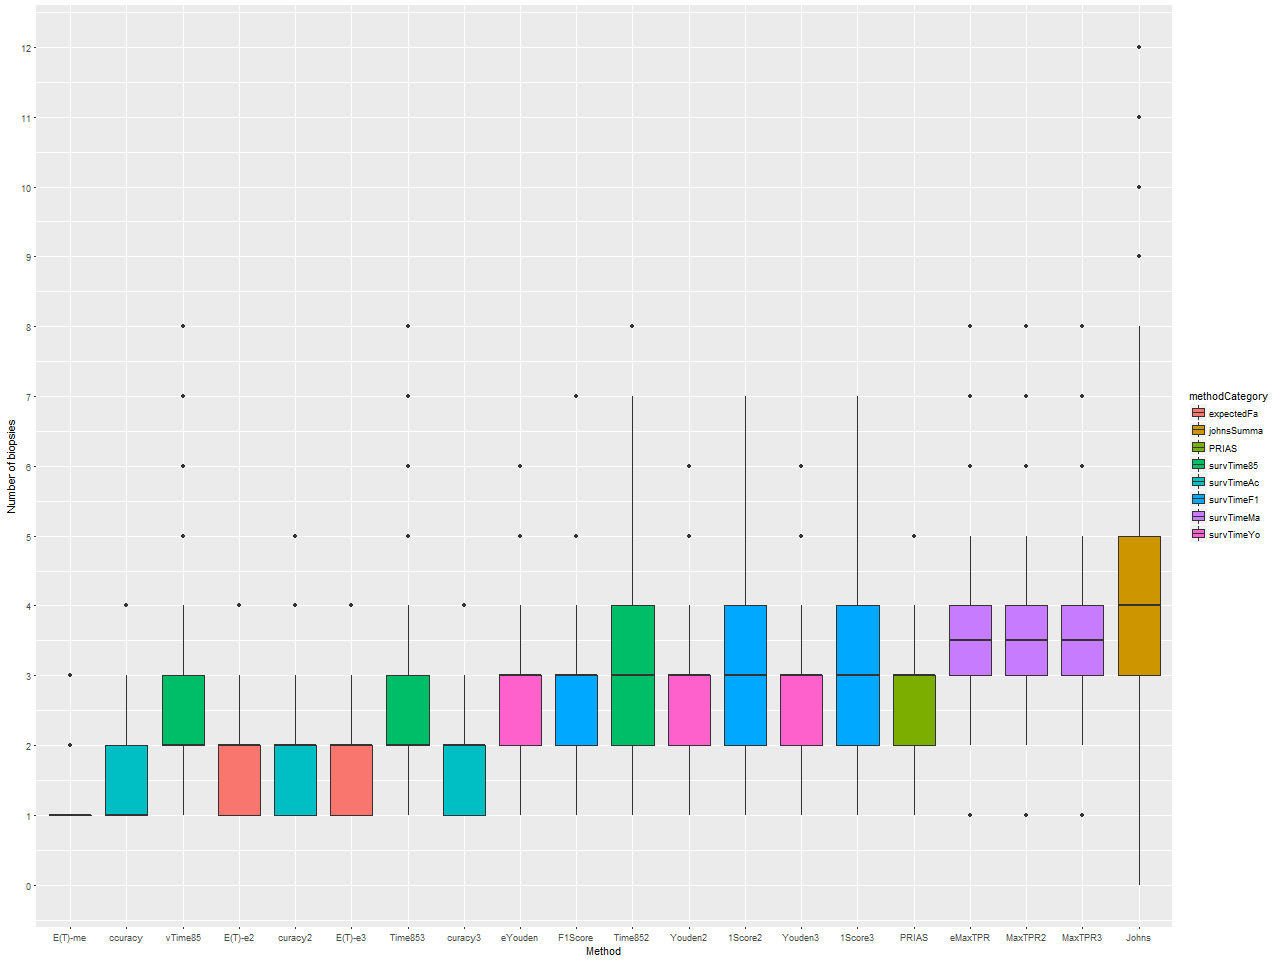 12
11
10
9
8
7
6
5
4
3
2
1
0
Number of biopsies
E(T)-me ccuracy vTime85 E(T)-e2 curacy2 E(T)-e3 Time853 curacy3 eYouden F1Score Time852 Youden2 1Score2 Youden3 1Score3 PRIAS eMaxTPR MaxTPR2 MaxTPR3 Johns
Method
methodCategory
expectedFa
johnsSumma
PRIAS
survTime85
survTimeAc
survTimeF1
survTimeMa
survTimeYo